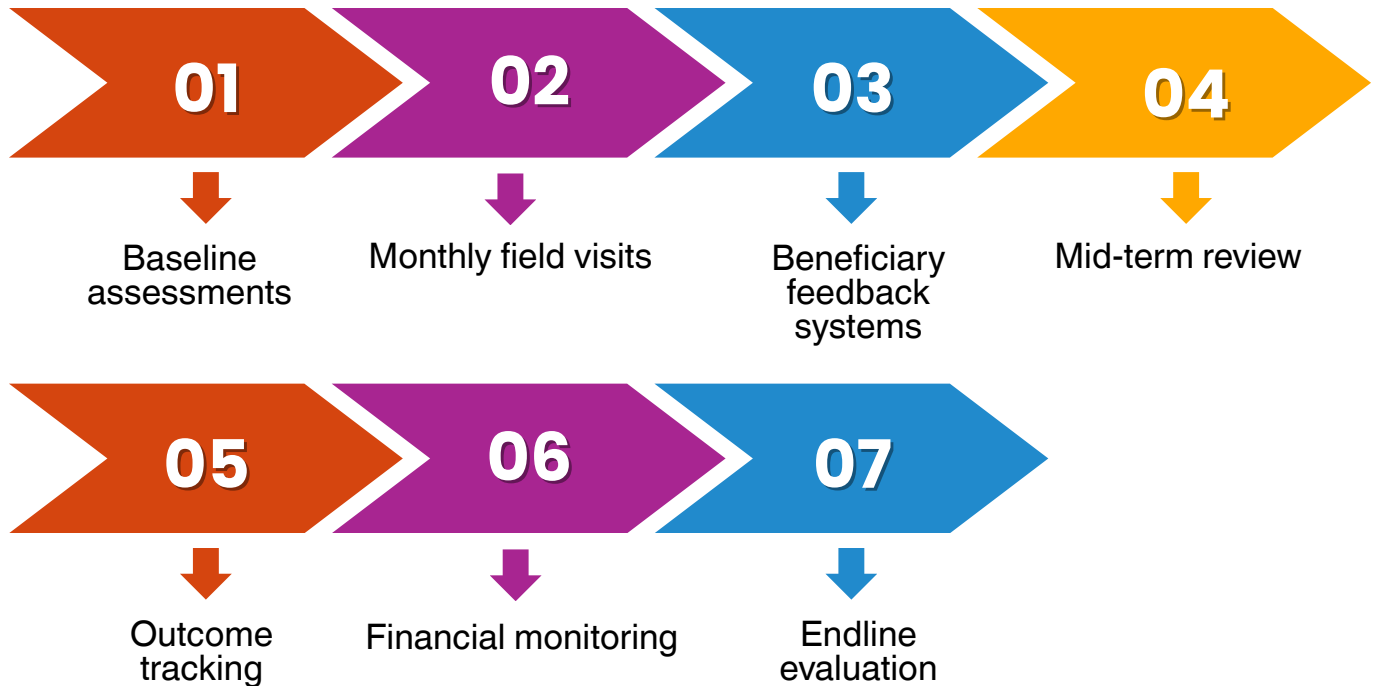 01
02
03
04
Baseline
assessments
Monthly field visits
Beneficiary
feedback
systems
Mid-term review
05
06
07
Outcome
tracking
Financial monitoring
Endline
evaluation